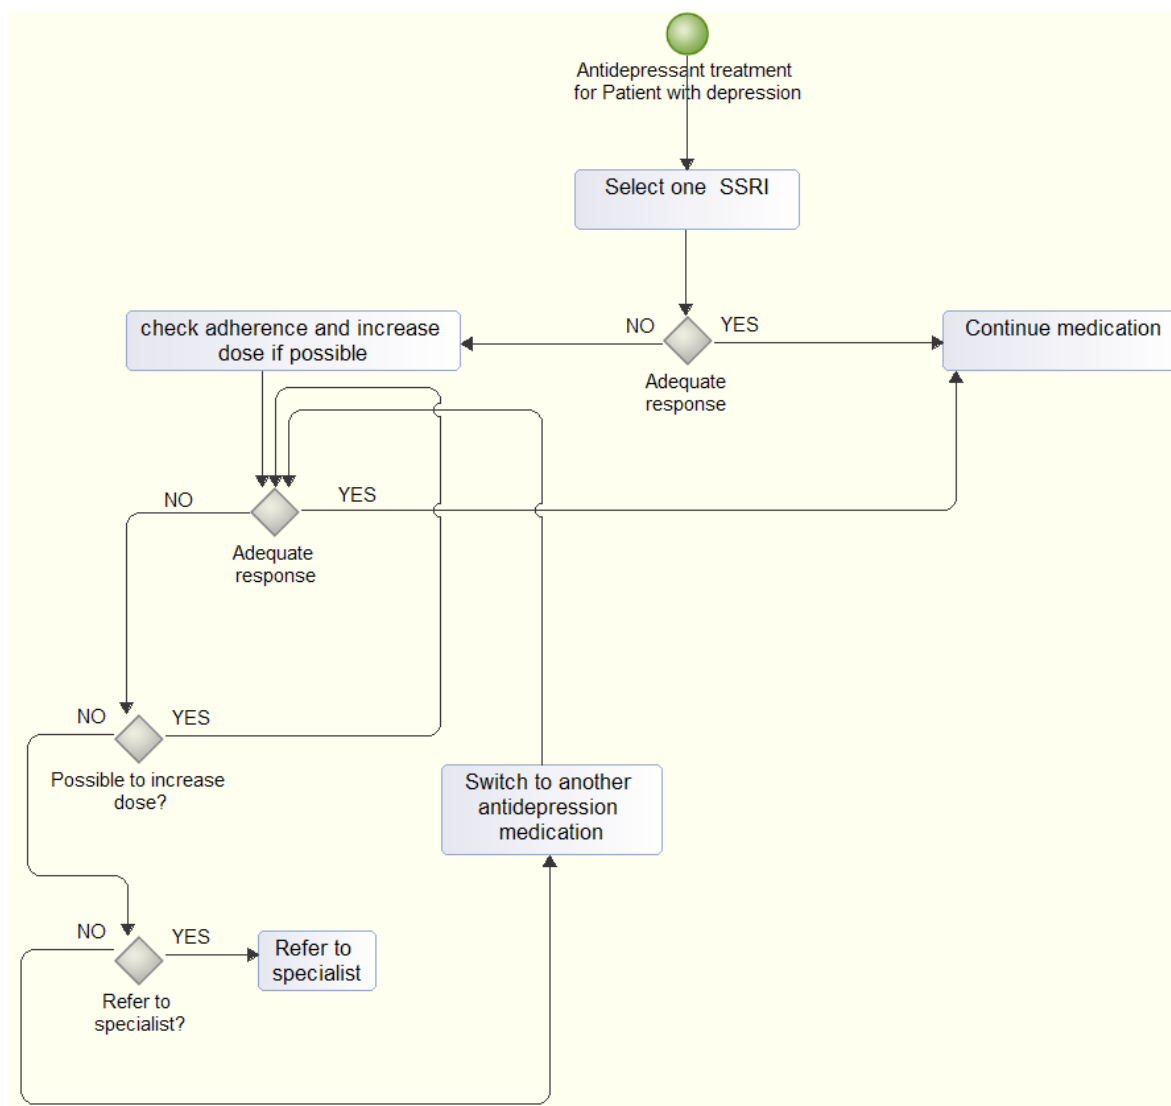 Antidepressant treatment
for Patient with depression
Select one SSRI
check adherence and increase
dose if possible
NO
YES
Continue medication
Adequate
response
NO
YES
Adequate
response
NO
YES
Possible to increase
dose?
Switch to another
antidepression
medication
NO
YES
Refer to
specialist
Refer to
specialist?